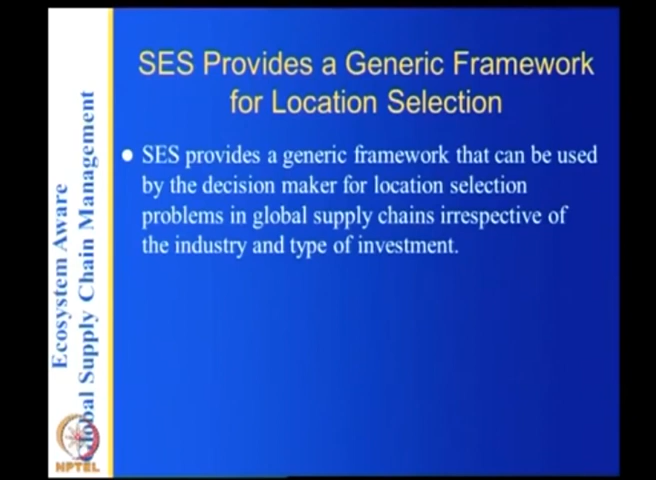 SES Provides a Generic Framework
for Location Selection
SES provides a generic framework that can be used
by the decision maker for location selection
problems in global supply chains irrespective of
the industry and type of investment.
Ecosystem Aware
Global Supply Chain Management
NPTEL